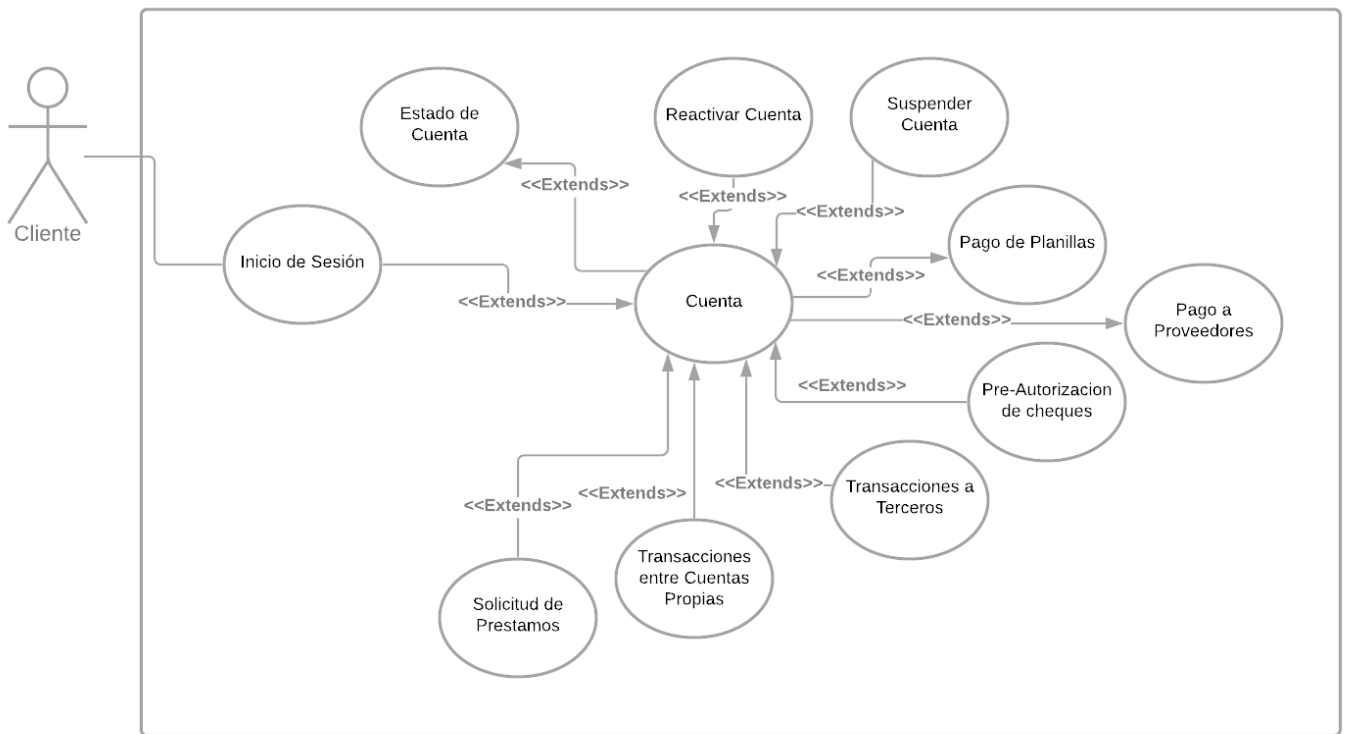 Estado de
Cuenta
Reactivar Cuenta
Suspender
Cuenta
<<Extends>>
<<Extends>>
<<Extends>>
Cliente
Inicio de Sesión
Pago de Planillas
<<Extends>>
<<Extends>>
Cuenta
<<Extends>>
Pago a
Proveedores
<<Extends>>
Pre-Autorizacion
de cheques
<<Extends>>
<<Extends>>
<<Extends>>
Transacciones a
Terceros
Transacciones
entre Cuentas
Propias
Solicitud de
Prestamos